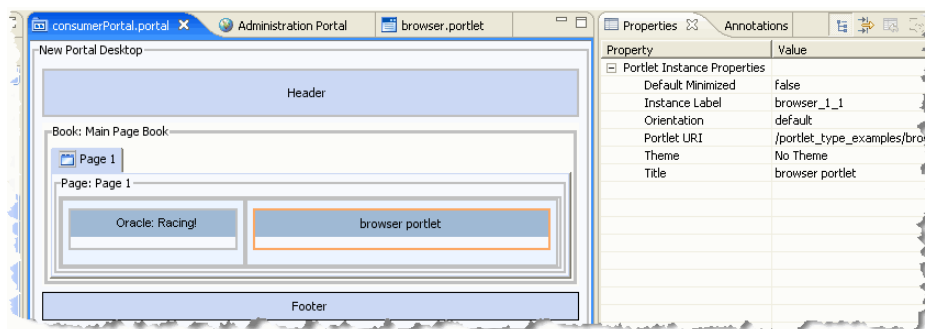 consumerPortal.portal
Administration Portal
browser.portlet
New Portal Desktop
Header
Book: Main Page Book
Page 1
Page: Page 1
Oracle: Racing!
browser portlet
Footer
Properties
Annotations
Property Value
Portlet Instance Properties
Default Minimized false
Instance Label browser_1_1
Orientation default
Portlet URI /portlet_type_examples/bro
Theme No Theme
Title browser portlet